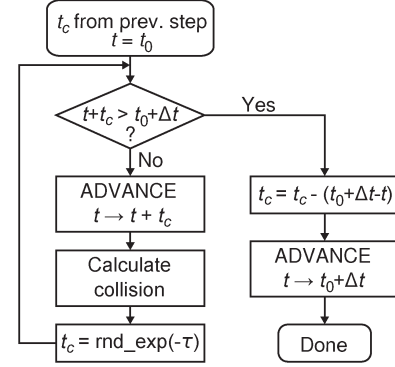 t_c from prev. step
t = t_0
t+t_c > t_0+Δt
?
Yes
No
ADVANCE
t → t + t_c
Calculate
collision
t_c = rnd_exp(-τ)
t_c = t_c - (t_0+Δt-t)
ADVANCE
t → t_0+Δt
Done